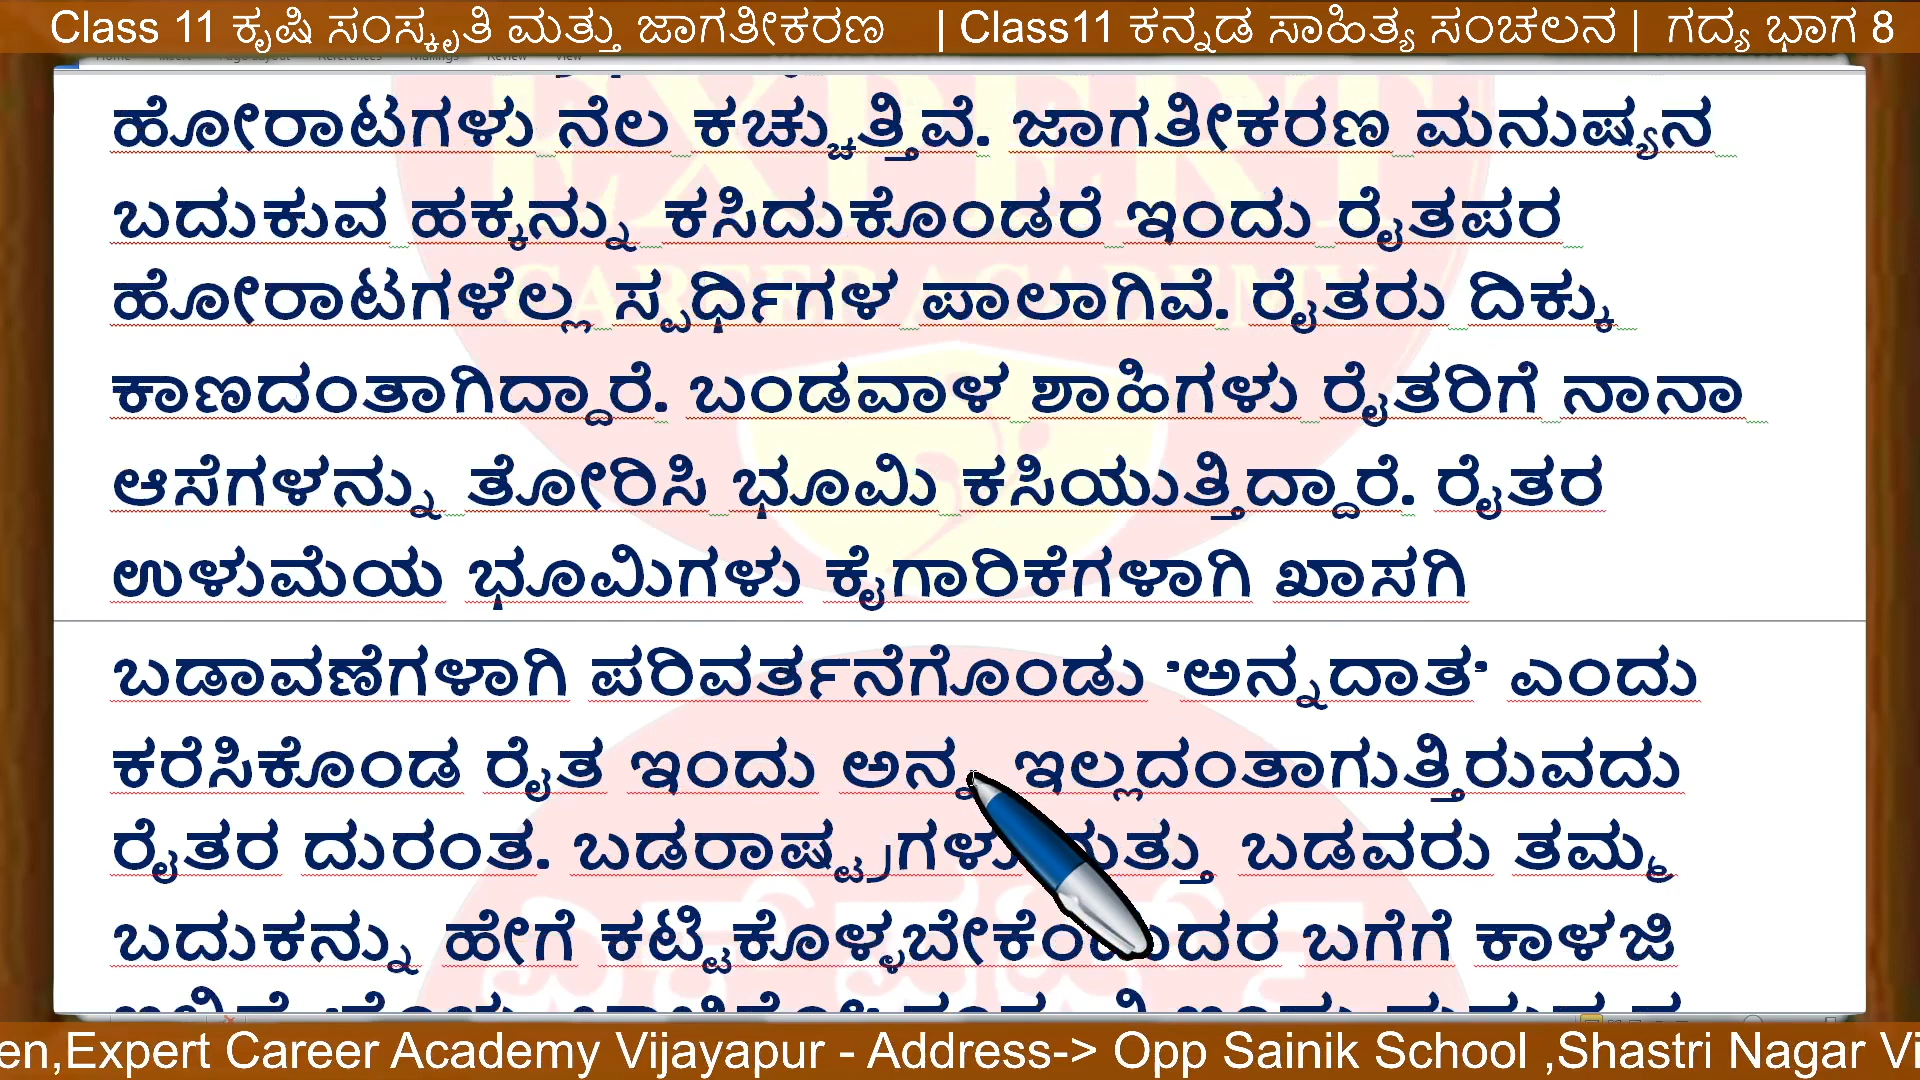 Class 11 ಕೃಷಿ ಸಂಸ್ಕೃತಿ ಮತ್ತು ಜಾಗತೀಕರಣ | Class11 ಕನ್ನಡ ಸಾಹಿತ್ಯ ಸಂಚಲನ | ಗದ್ಯ ಭಾಗ 8
ಹೋರಾಟಗಳು ನೆಲ ಕಚ್ಚುತ್ತಿವೆ. ಜಾಗತೀಕರಣ ಮನುಷ್ಯನ
ಬದುಕುವ ಹಕ್ಕನ್ನು ಕಸಿದುಕೊಂಡರೆ ಇಂದು ರೈತಪರ
ಹೋರಾಟಗಳೆಲ್ಲ ಸ್ಪರ್ಧಿಗಳ ಪಾಲಾಗಿವೆ. ರೈತರು ದಿಕ್ಕು
ಕಾಣದಂತಾಗಿದ್ದಾರೆ. ಬಂಡವಾಳ ಶಾಹಿಗಳು ರೈತರಿಗೆ ನಾನಾ
ಆಸೆಗಳನ್ನು ತೋರಿಸಿ ಭೂಮಿ ಕಸಿಯುತ್ತಿದ್ದಾರೆ. ರೈತರ
ಉಳುಮೆಯ ಭೂಮಿಗಳು ಕೈಗಾರಿಕೆಗಳಾಗಿ ಖಾಸಗಿ
ಬಡಾವಣೆಗಳಾಗಿ ಪರಿವರ್ತನೆಗೊಂಡು 'ಅನ್ನದಾತ' ಎಂದು
ಕರೆಸಿಕೊಂಡ ರೈತ ಇಂದು ಅನ್ನ ಇಲ್ಲದಂತಾಗುತ್ತಿರುವದು
ರೈತರ ದುರಂತ. ಬಡರಾಷ್ಟ್ರಗಳು ಮತ್ತು ಬಡವರು ತಮ್ಮ
ಬದುಕನ್ನು ಹೇಗೆ ಕಟ್ಟಿಕೊಳ್ಳಬೇಕೆಂಬುದರ ಬಗೆಗೆ ಕಾಳಜಿ
en,Expert Career Academy Vijayapur - Address-> Opp Sainik School ,Shastri Nagar Vi